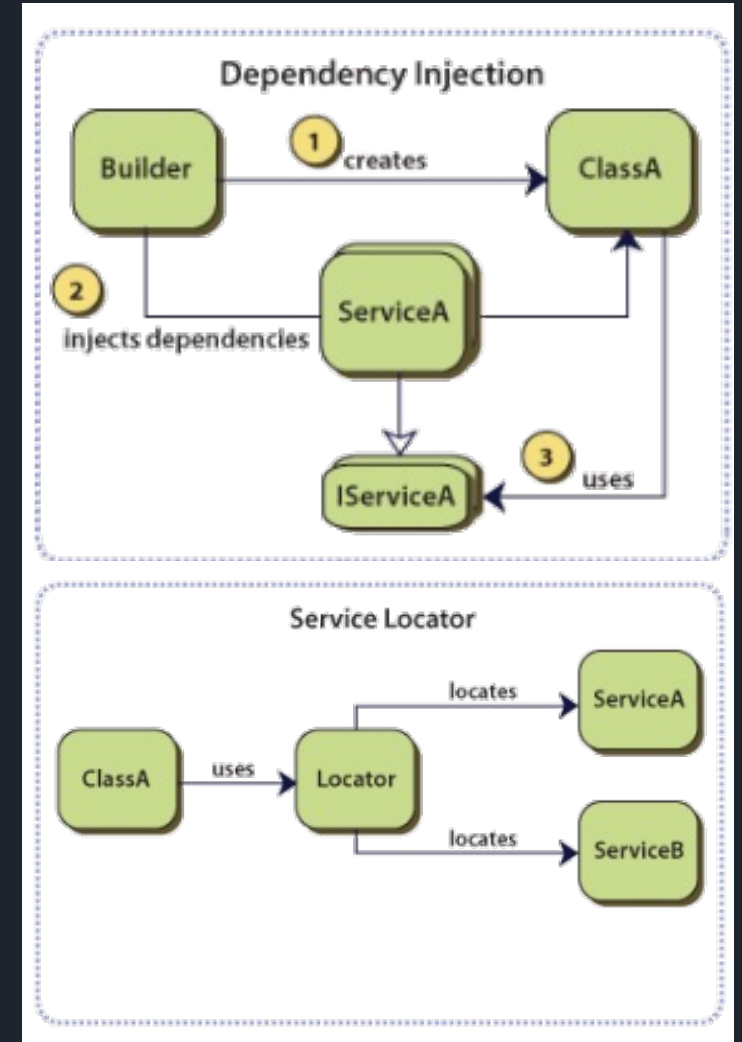 Dependency Injection
Builder
1
creates
ClassA
2
injects dependencies
ServiceA
IServiceA
3
uses
Service Locator
ClassA
uses
Locator
locates
ServiceA
locates
ServiceB